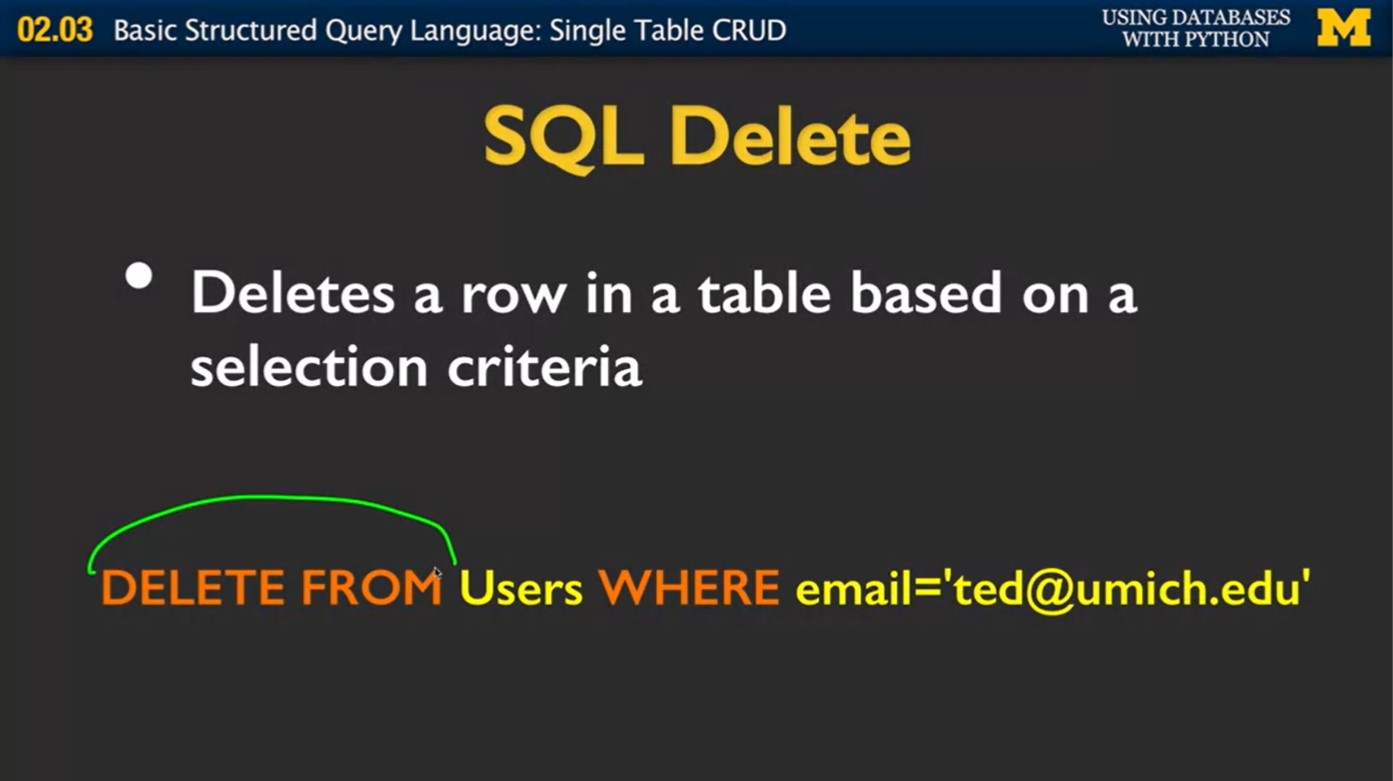 02.03 Basic Structured Query Language: Single Table CRUD
USING DATABASES
WITH PYTHON
M
SQL Delete
• Deletes a row in a table based on a
selection criteria
DELETE FROM Users WHERE email='ted@umich.edu'